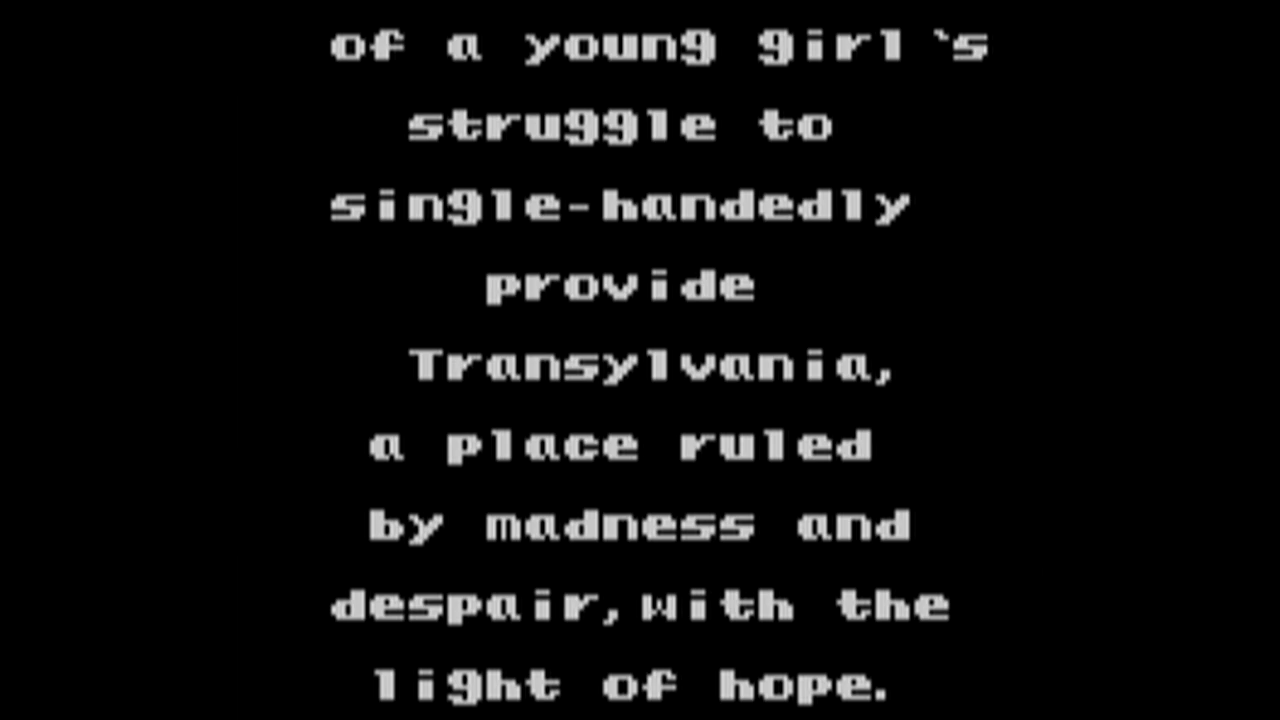 of a young girl`s
struggle to
single-handedly
provide
Transylvania,
a place ruled
by madness and
despair,with the
light of hope.